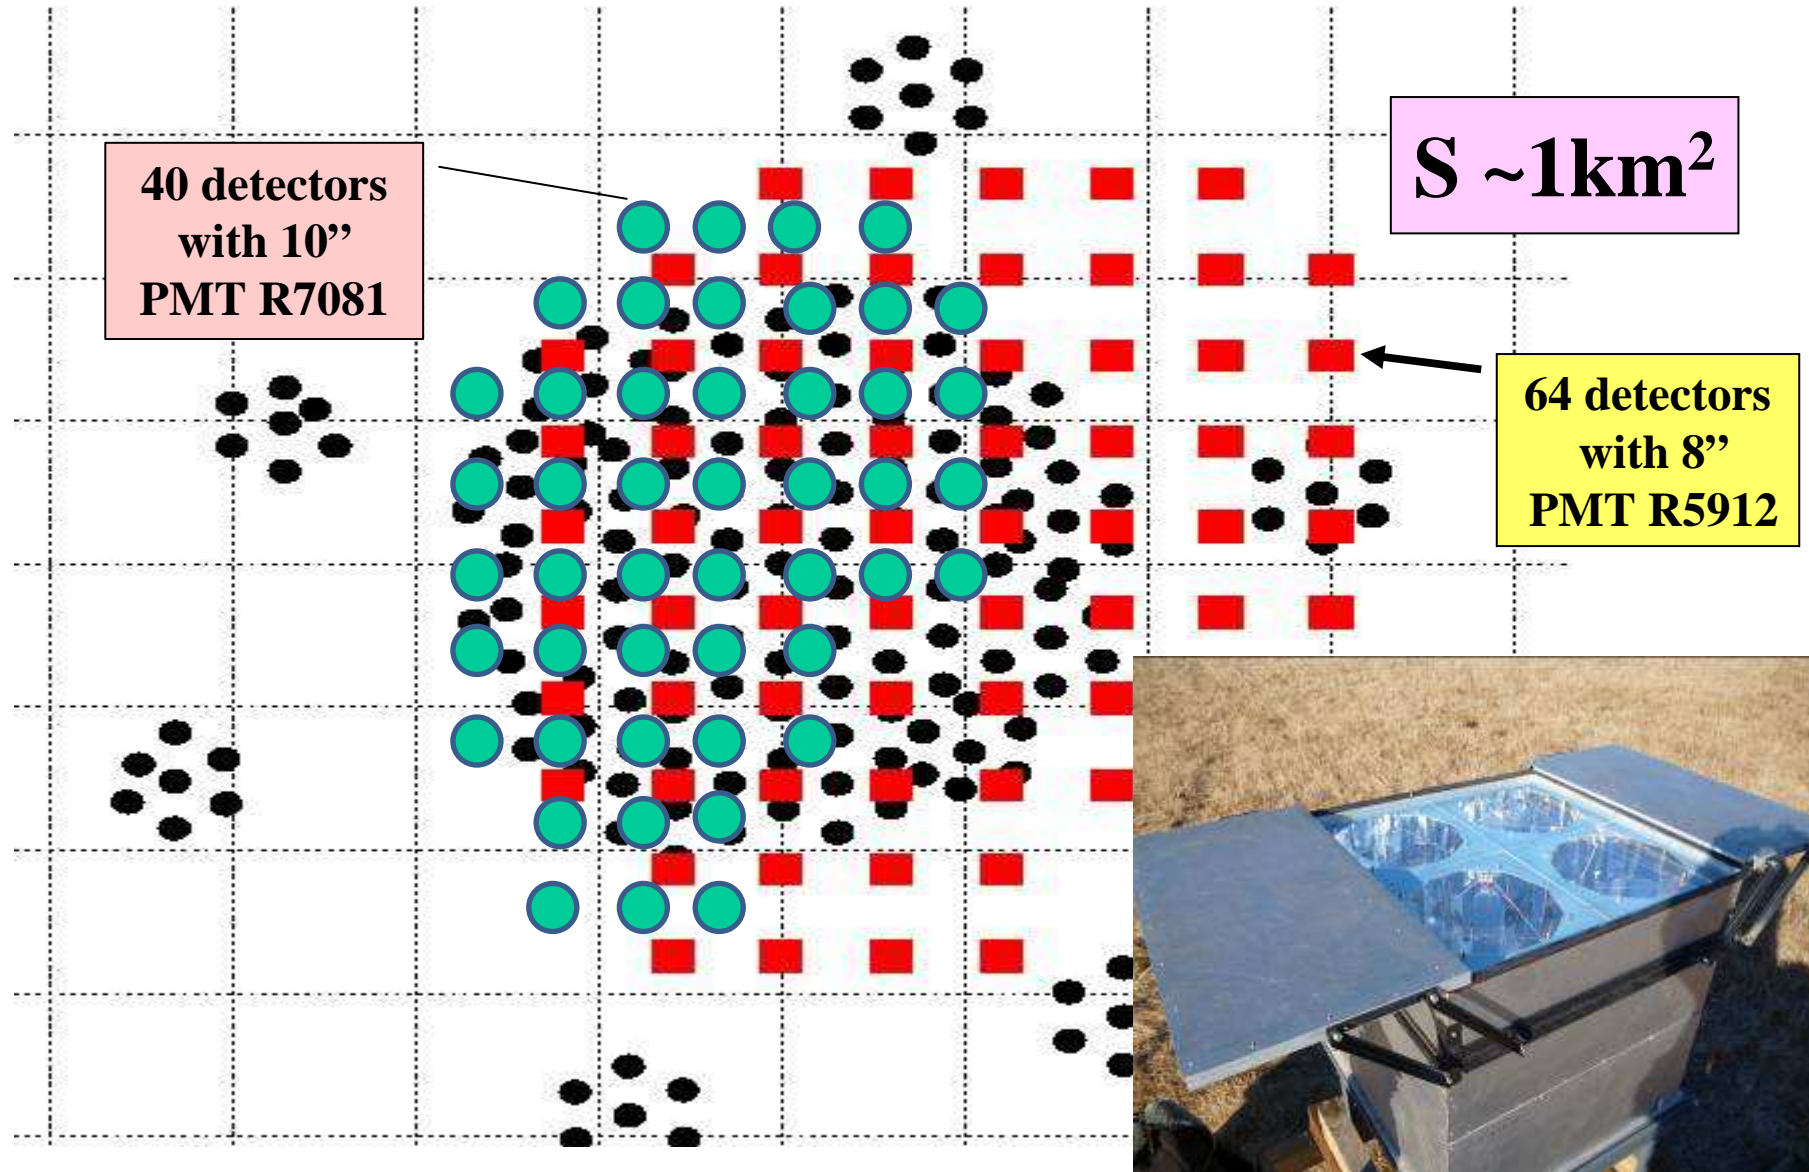 40 detectors
with 10”
PMT R7081
S ~1km²
64 detectors
with 8”
PMT R5912